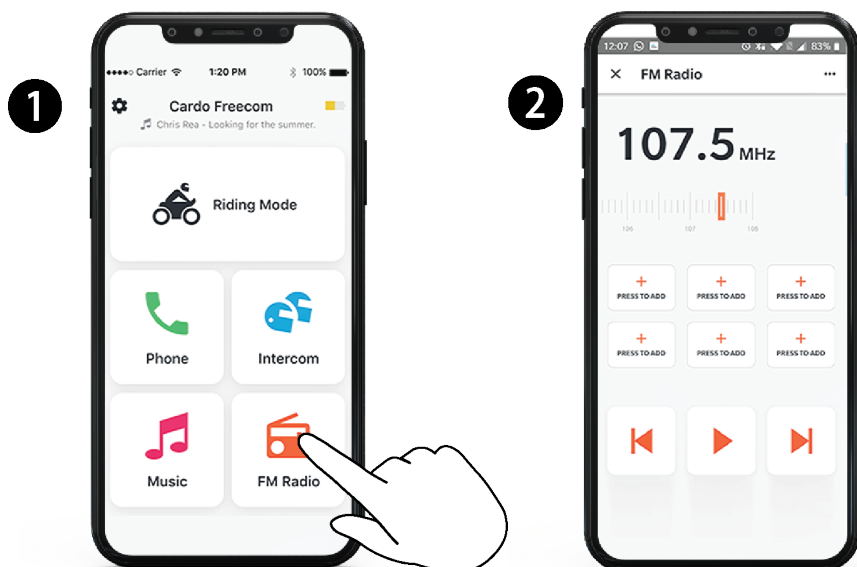 1
●●●●○ Carrier 1:20 PM 100%
Cardo Freecom
Chris Rea - Looking for the summer.
Riding Mode
Phone Intercom
Music FM Radio
2
12:07 83%
× FM Radio ...
107.5 MHz
106 107 108
+ + +
PRESS TO ADD PRESS TO ADD PRESS TO ADD
+ + +
PRESS TO ADD PRESS TO ADD PRESS TO ADD